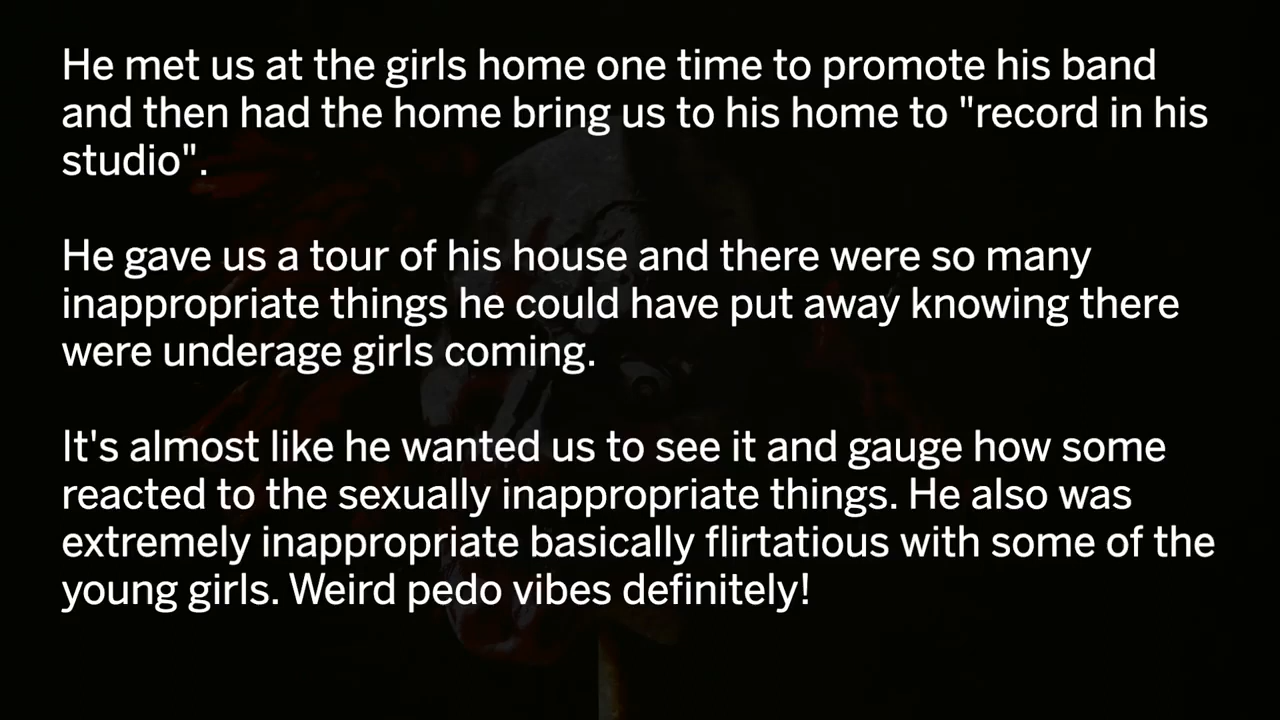 He met us at the girls home one time to promote his band
and then had the home bring us to his home to "record in his
studio".
He gave us a tour of his house and there were so many
inappropriate things he could have put away knowing there
were underage girls coming.
It's almost like he wanted us to see it and gauge how some
reacted to the sexually inappropriate things. He also was
extremely inappropriate basically flirtatious with some of the
young girls. Weird pedo vibes definitely!